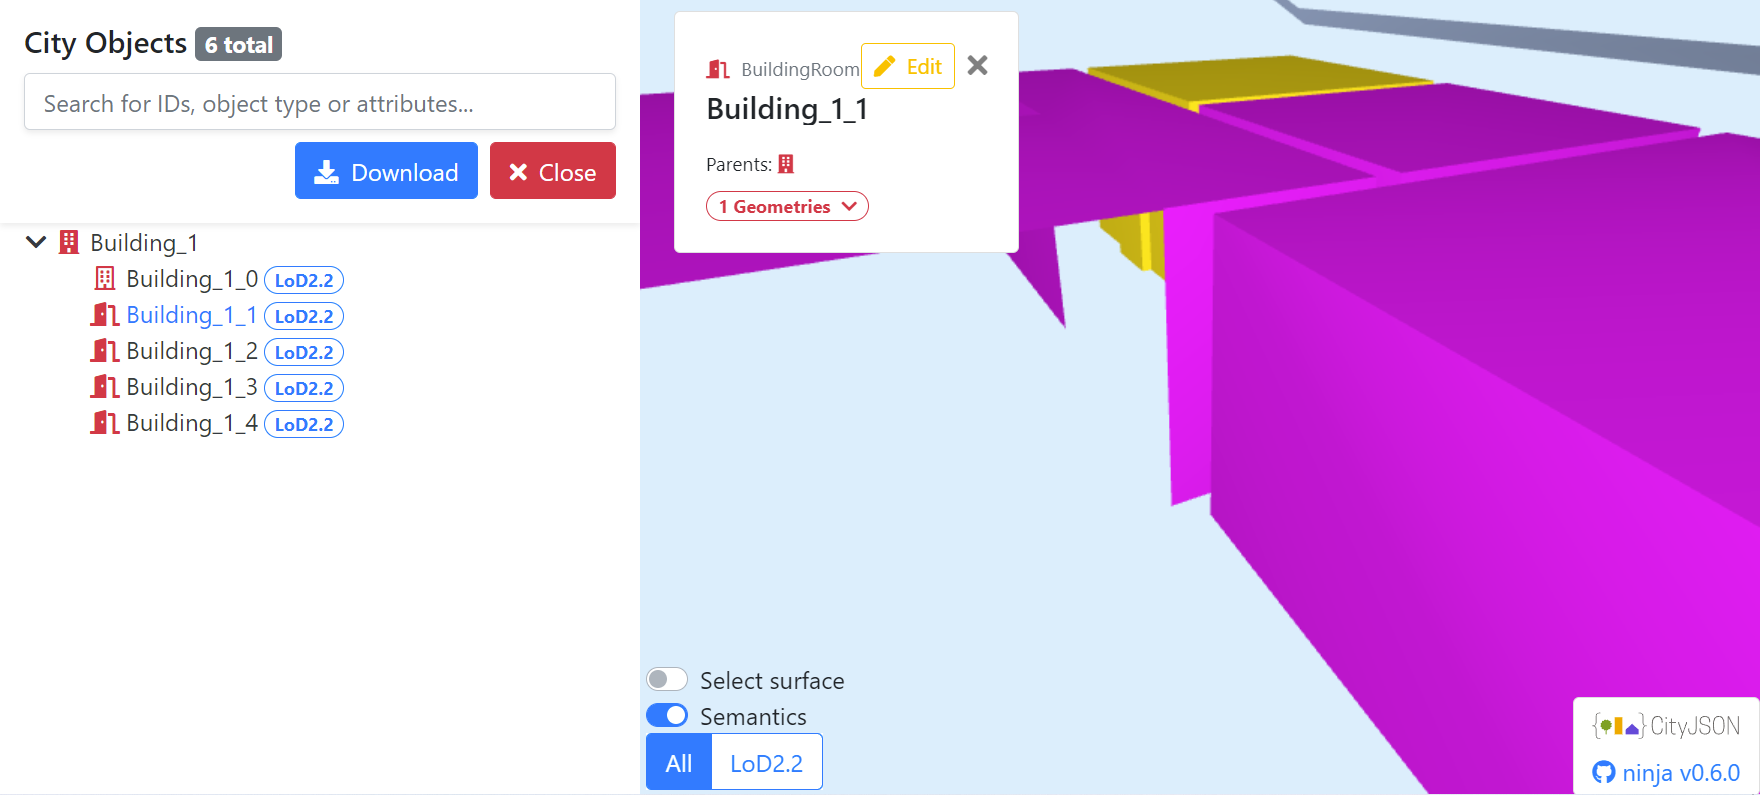 City Objects 6 total
Search for IDs, object type or attributes...
Download
Close
Building_1
Building_1_0 LoD2.2
Building_1_1 LoD2.2
Building_1_2 LoD2.2
Building_1_3 LoD2.2
Building_1_4 LoD2.2
BuildingRoom Edit
Building_1_1
Parents:
1 Geometries
Select surface
Semantics
All LoD2.2
{ } CityJSON
ninja v0.6.0